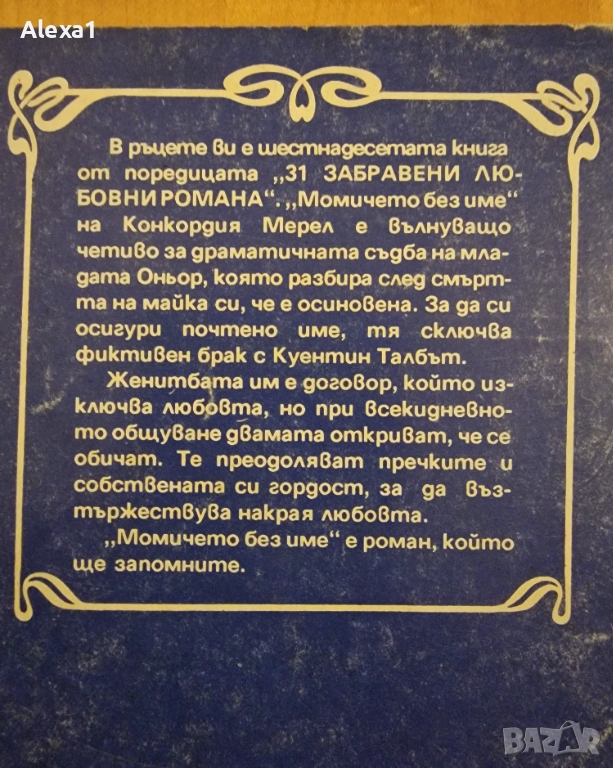 Alexa1
В ръцете ви е шестнадесетата книга
от поредицата „31 ЗАБРАВЕНИ ЛЮ-
БОВНИ РОМАНА“. „Момичето без име“
на Конкордия Мерел е вълнуващо
четиво за драматичната съдба на мла-
дата Оньор, която разбира след смърт-
та на майка си, че е осиновена. За да си
осигури почтено име, тя сключва
фиктивен брак с Куентин Талбът.
Женитбата им е договор, който из-
ключва любовта, но при всекидневно-
то общуване двамата откриват, че се
обичат. Те преодоляват пречките и
собствената си гордост, за да въз-
тържествува накрая любовта.
„Момичето без име“ е роман, който
ще запомните.
BAZAR